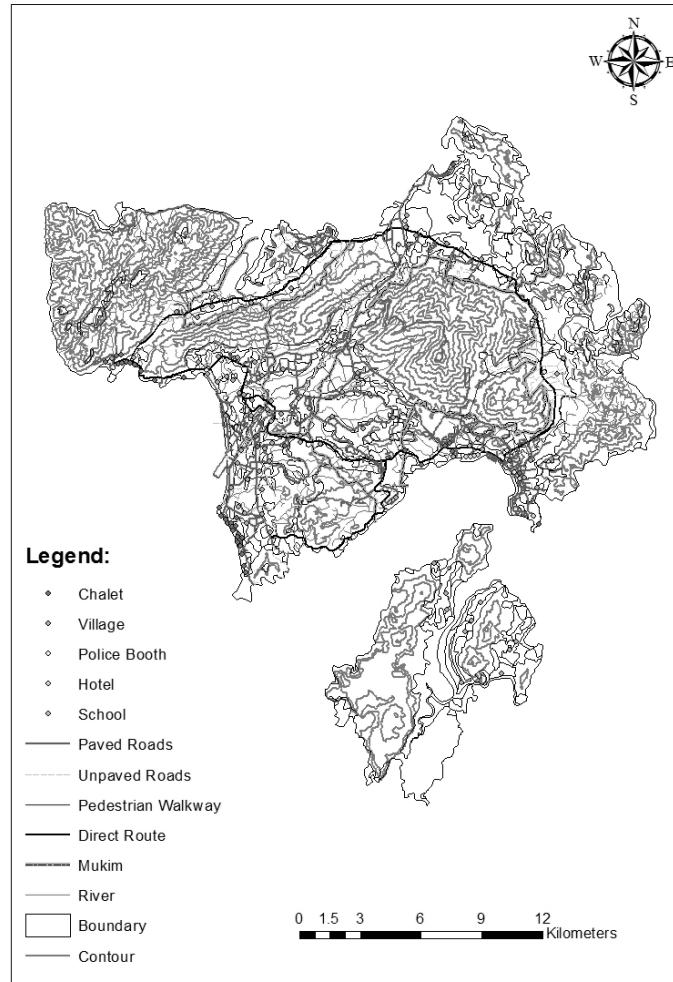 N
W E
S
Legend:
Chalet
Village
Police Booth
Hotel
School
Paved Roads
Unpaved Roads
Pedestrian Walkway
Direct Route
Mukim
River
Boundary
Contour
0 1.5 3 6 9 12
Kilometers